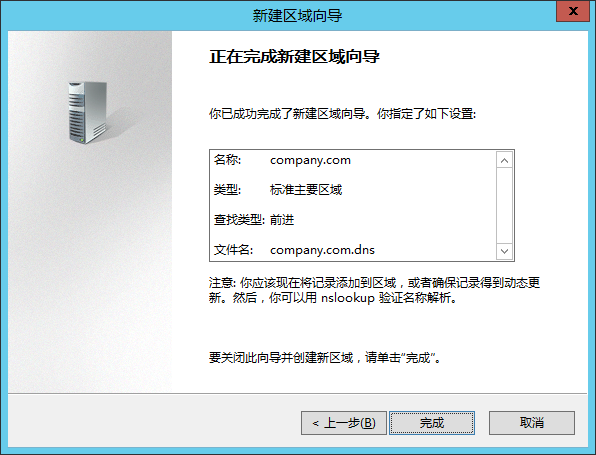 新建区域向导
x
正在完成新建区域向导
你已成功完成了新建区域向导。你指定了如下设置:
名称: company.com
类型: 标准主要区域
查找类型: 前进
文件名: company.com.dns
注意: 你应该现在将记录添加到区域，或者确保记录得到动态更
新。然后，你可以用 nslookup 验证名称解析。
要关闭此向导并创建新区域，请单击“完成”。
< 上一步(B) 完成 取消